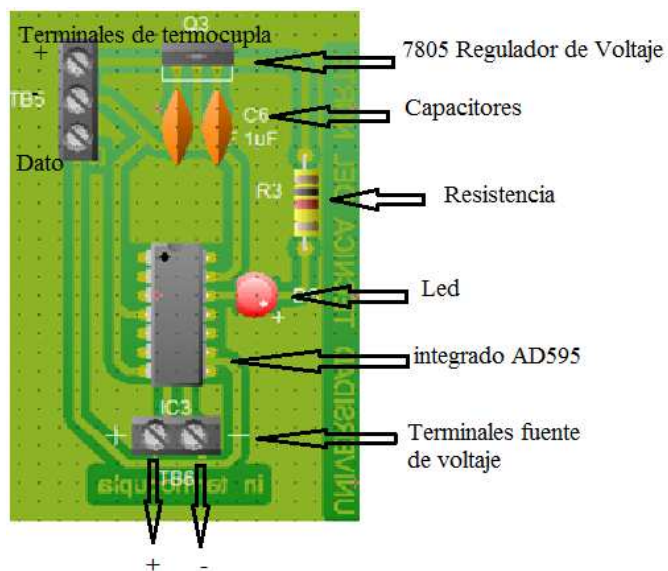 Q3
Terminales de termocupla
7805 Regulador de Voltaje
+
-
TB5
C6
Capacitores
1uF
Dato
R3
Resistencia
Led
+
integrado AD595
IC3
+
-
Terminales fuente
de voltaje
TB6
+
-